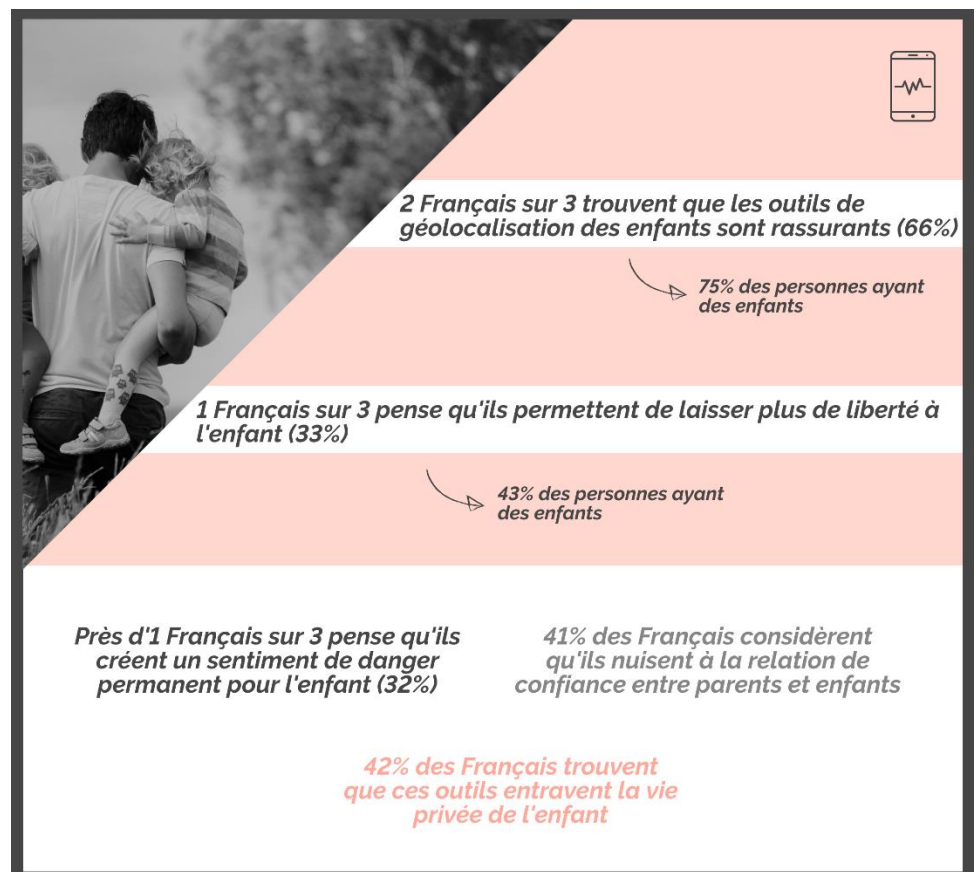 2 Français sur 3 trouvent que les outils de
géolocalisation des enfants sont rassurants (66%)
75% des personnes ayant
des enfants
1 Français sur 3 pense qu'ils permettent de laisser plus de liberté à
l'enfant (33%)
43% des personnes ayant
des enfants
Près d'1 Français sur 3 pense qu'ils
créent un sentiment de danger
permanent pour l'enfant (32%)
41% des Français considèrent
qu'ils nuisent à la relation de
confiance entre parents et enfants
42% des Français trouvent
que ces outils entravent la vie
privée de l'enfant